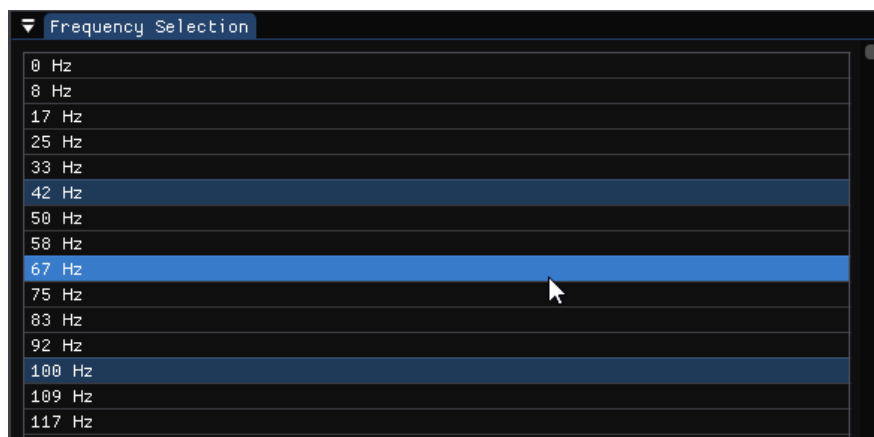 Frequency Selection
0 Hz
8 Hz
17 Hz
25 Hz
33 Hz
42 Hz
50 Hz
58 Hz
67 Hz
75 Hz
83 Hz
92 Hz
100 Hz
109 Hz
117 Hz